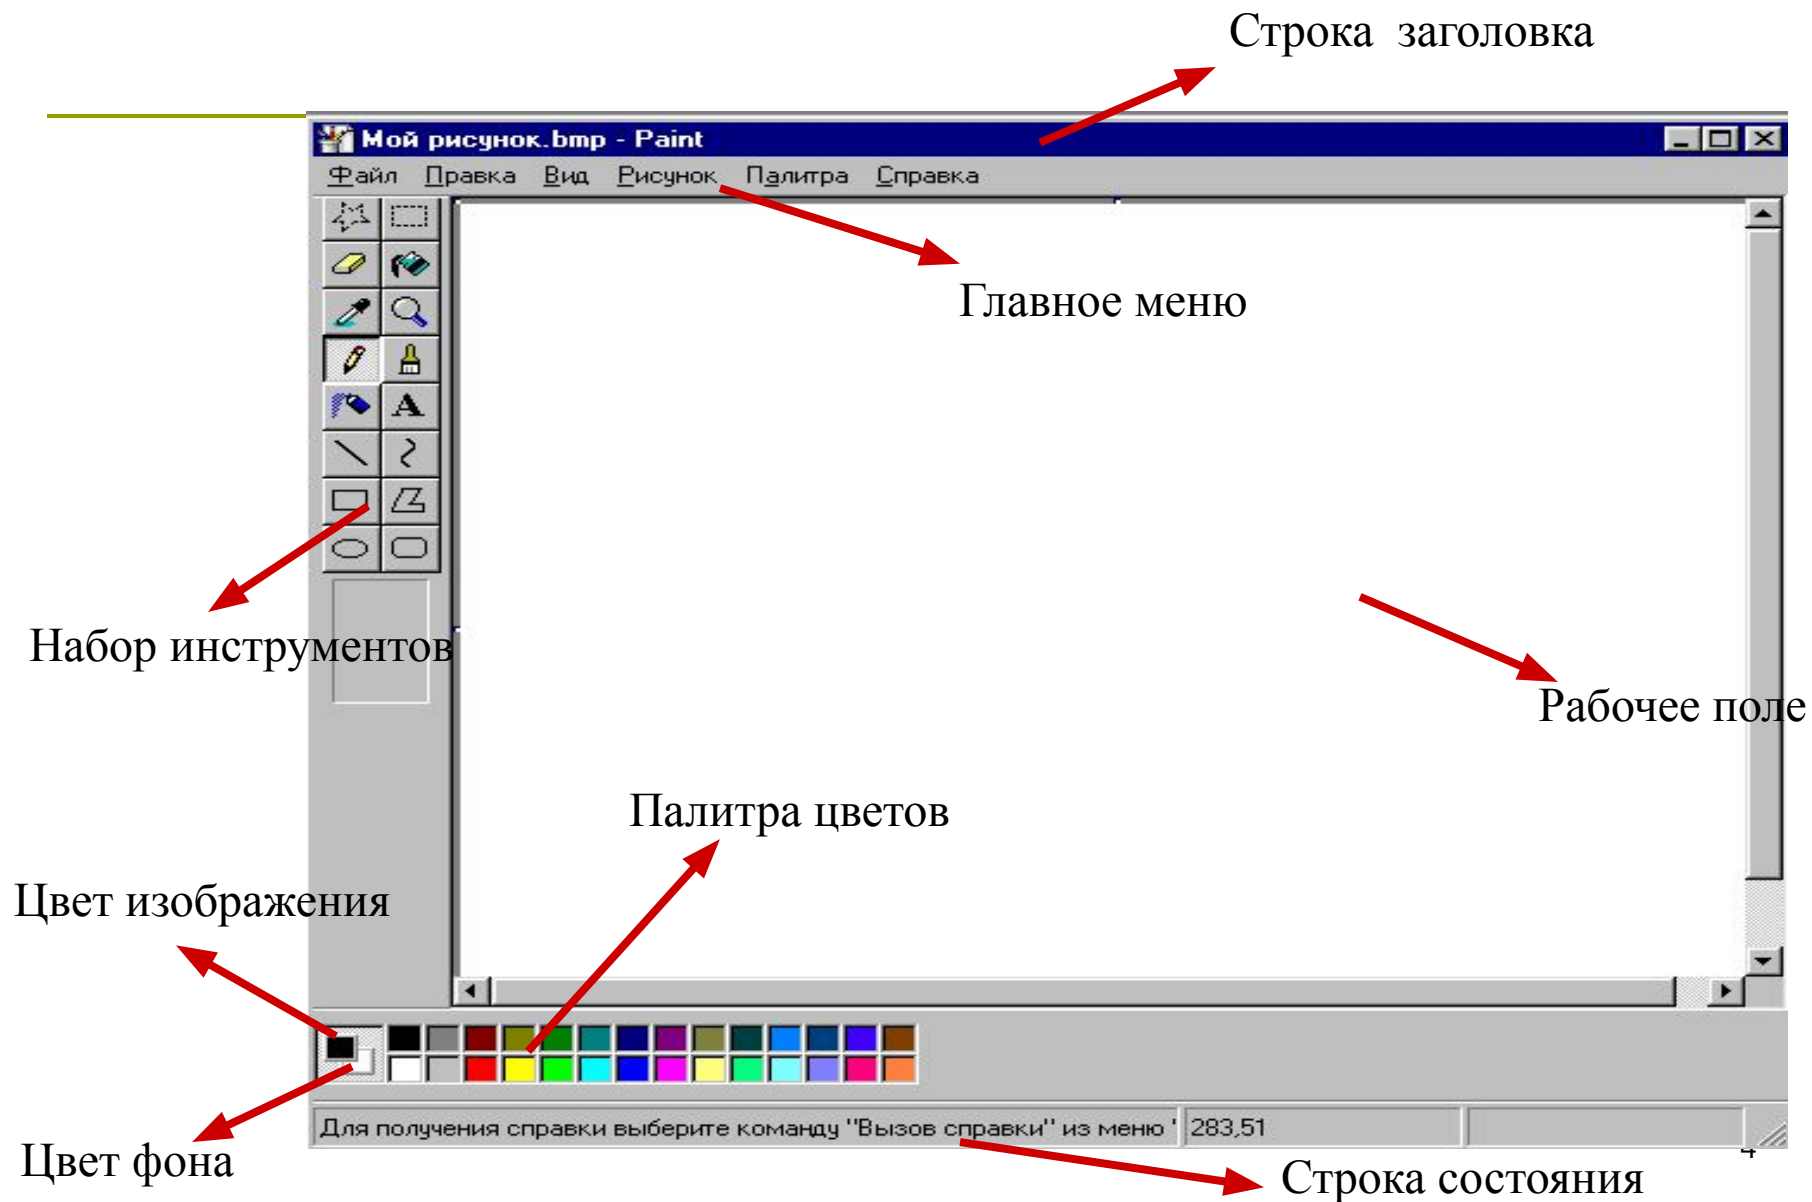 Строка заголовка
Мой рисунок.bmp - Paint
Файл Правка Вид Рисунок Палитра Справка
Главное меню
A
Набор инструментов
Рабочее поле
Палитра цветов
Цвет изображения
Для получения справки выберите команду "Вызов справки" из меню ' 283,51
4
Цвет фона
Строка состояния